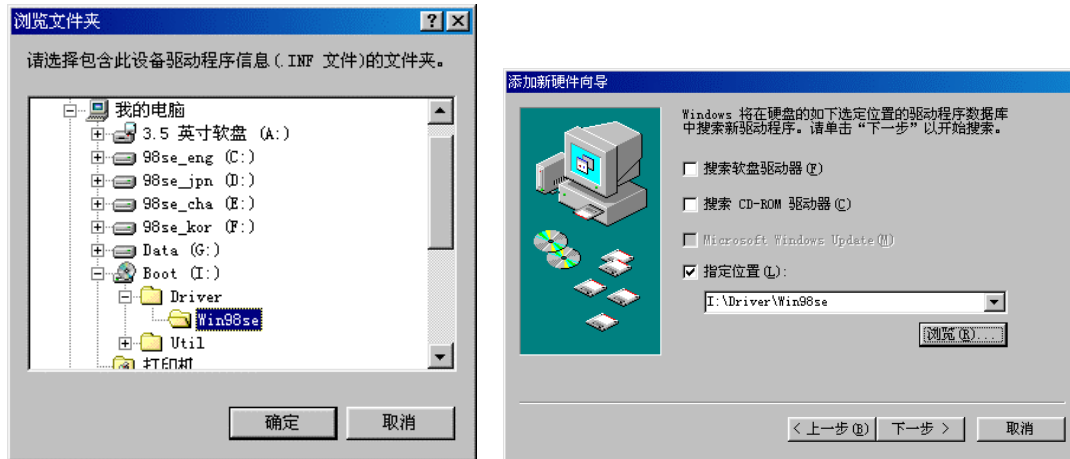 浏览文件夹
请选择包含此设备驱动程序信息(.INF 文件)的文件夹。
我的电脑
3.5 英寸软盘 (A:)
98se_eng (C:)
98se_jpn (D:)
98se_cha (E:)
98se_kor (F:)
Data (G:)
Boot (I:)
Driver
Win98se
Util
打印机
确定
取消
添加新硬件向导
Windows 将在硬盘的如下选定位置的驱动程序数据库
中搜索新驱动程序。请单击“下一步”以开始搜索。
搜索软盘驱动器(F)
搜索 CD-ROM 驱动器(C)
Microsoft Windows Update(M)
指定位置(L):
I:\Driver\Win98se
浏览(R)...
< 上一步(B)
下一步 >
取消